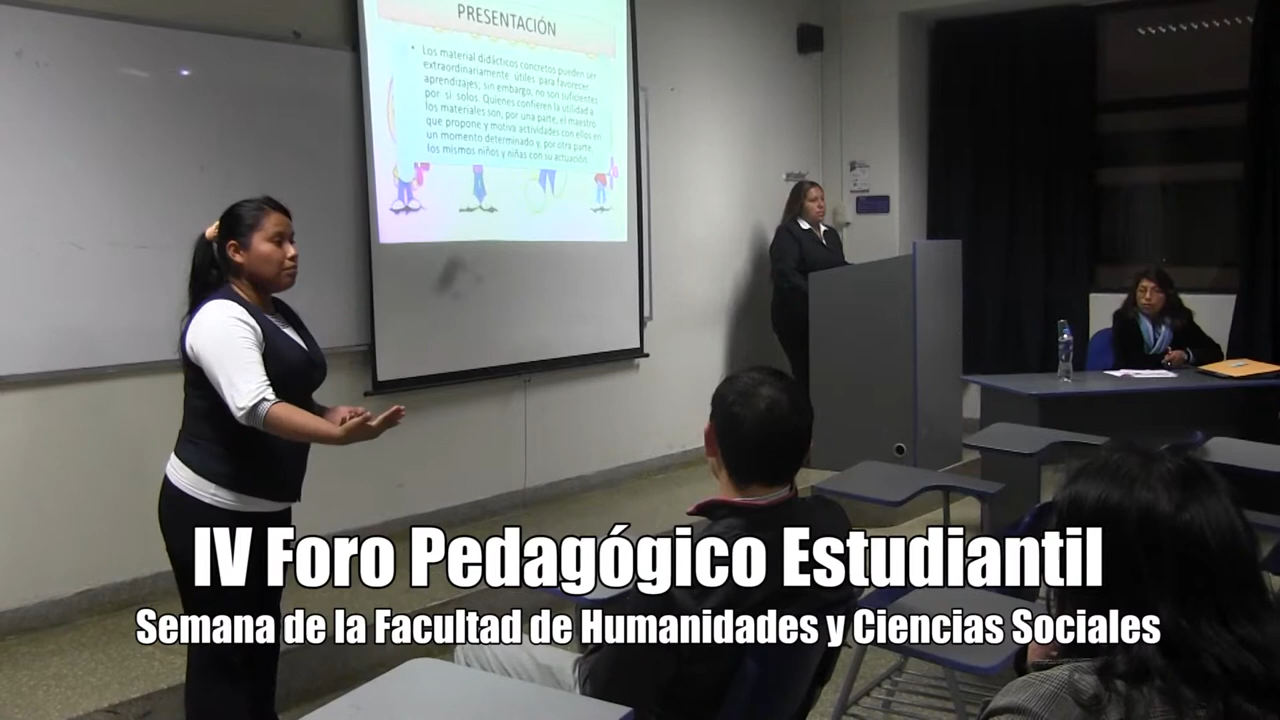 PRESENTACIÓN
• Los material didácticos concretos pueden ser
extraordinariamente útiles para favorecer
aprendizajes; sin embargo, no son suficientes
por si solos. Quienes confieren la utilidad a
los materiales son, por una parte, el maestro
que propone y motiva actividades con ellos en
un momento determinado y, por otra parte,
los mismos niños y niñas con su actuación.
IV Foro Pedagógico Estudiantil
Semana de la Facultad de Humanidades y Ciencias Sociales